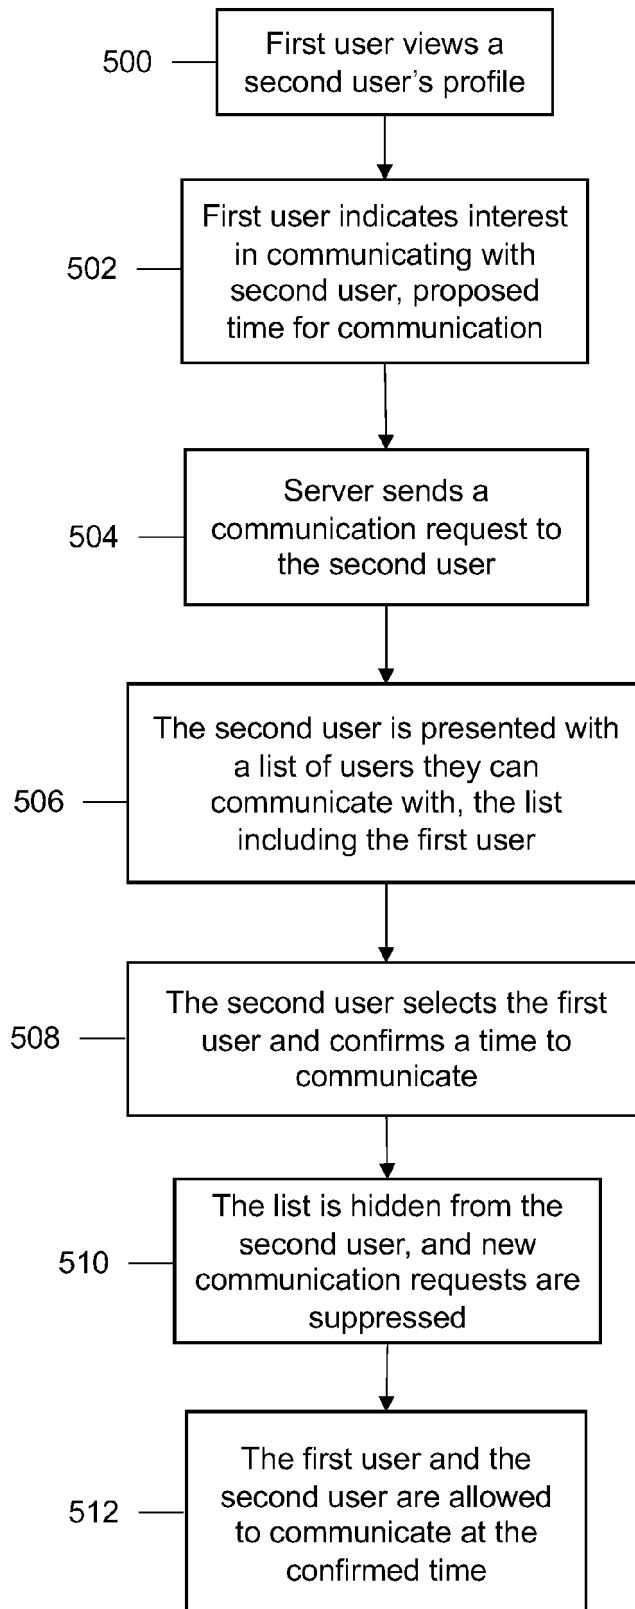 500
First user views a
second user's profile
502
First user indicates interest
in communicating with
second user, proposed
time for communication
504
Server sends a
communication request to
the second user
506
The second user is presented with
a list of users they can
communicate with, the list
including the first user
508
The second user selects the first
user and confirms a time to
communicate
510
The list is hidden from the
second user, and new
communication requests are
suppressed
512
The first user and the
second user are allowed
to communicate at the
confirmed time